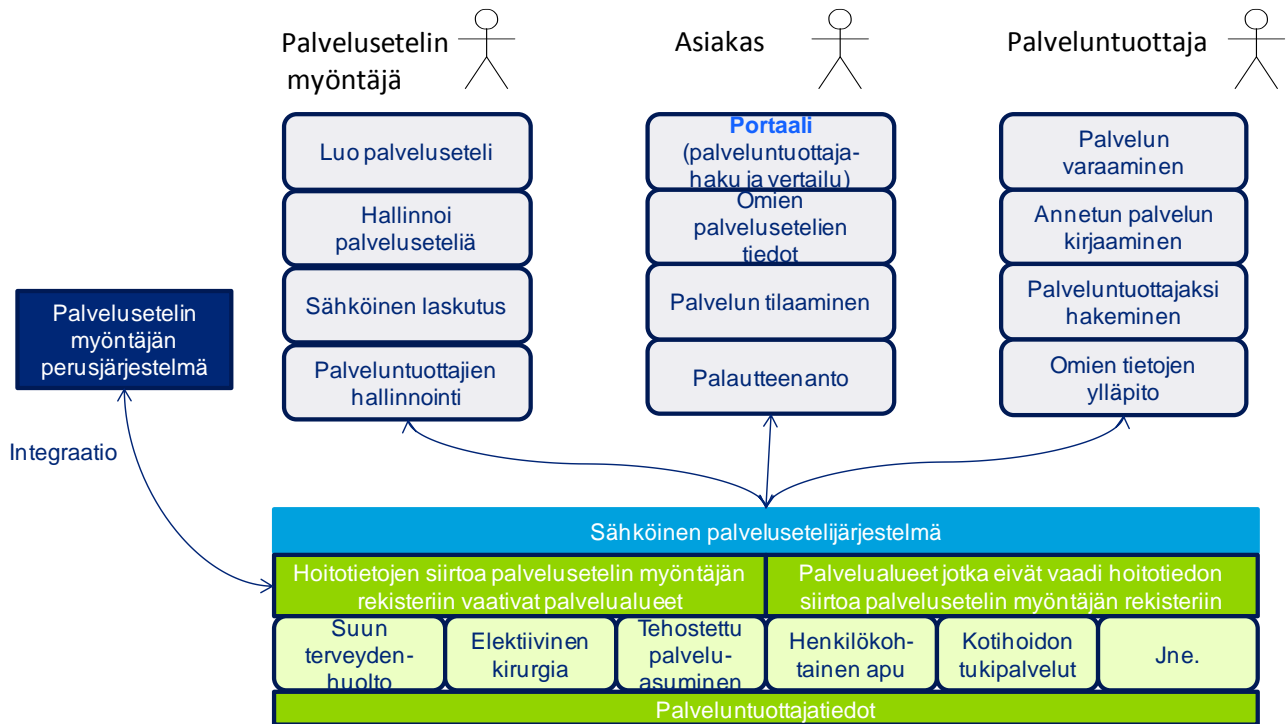 Palvelusetelin
myöntäjä
Asiakas
Palveluntuottaja
Luo palveluseteli
Hallinnoi
palveluseteliä
Sähköinen laskutus
Palveluntuottajien
hallinnointi
Portaali
(palveluntuottaja-
haku ja vertailu)
Omien
palvelusetelien
tiedot
Palvelun tilaaminen
Palautteenanto
Palvelun
varaaminen
Annetun palvelun
kirjaaminen
Palveluntuottajaksi
hakeminen
Omien tietojen
ylläpito
Palvelusetelin
myöntäjän
perusjärjestelmä
Integraatio
Sähköinen palvelusetelijärjestelmä
Hoitotietojen siirtoa palvelusetelin myöntäjän
rekisteriin vaativat palvelualueet
Palvelualueet jotka eivät vaadi hoitotiedon
siirtoa palvelusetelin myöntäjän rekisteriin
Suun
terveyden-
huolto
Elektiivinen
kirurgia
Tehostettu
palvelu-
asuminen
Henkilökoh-
tainen apu
Kotihoidon
tukipalvelut
Jne.
Palveluntuottajatiedot